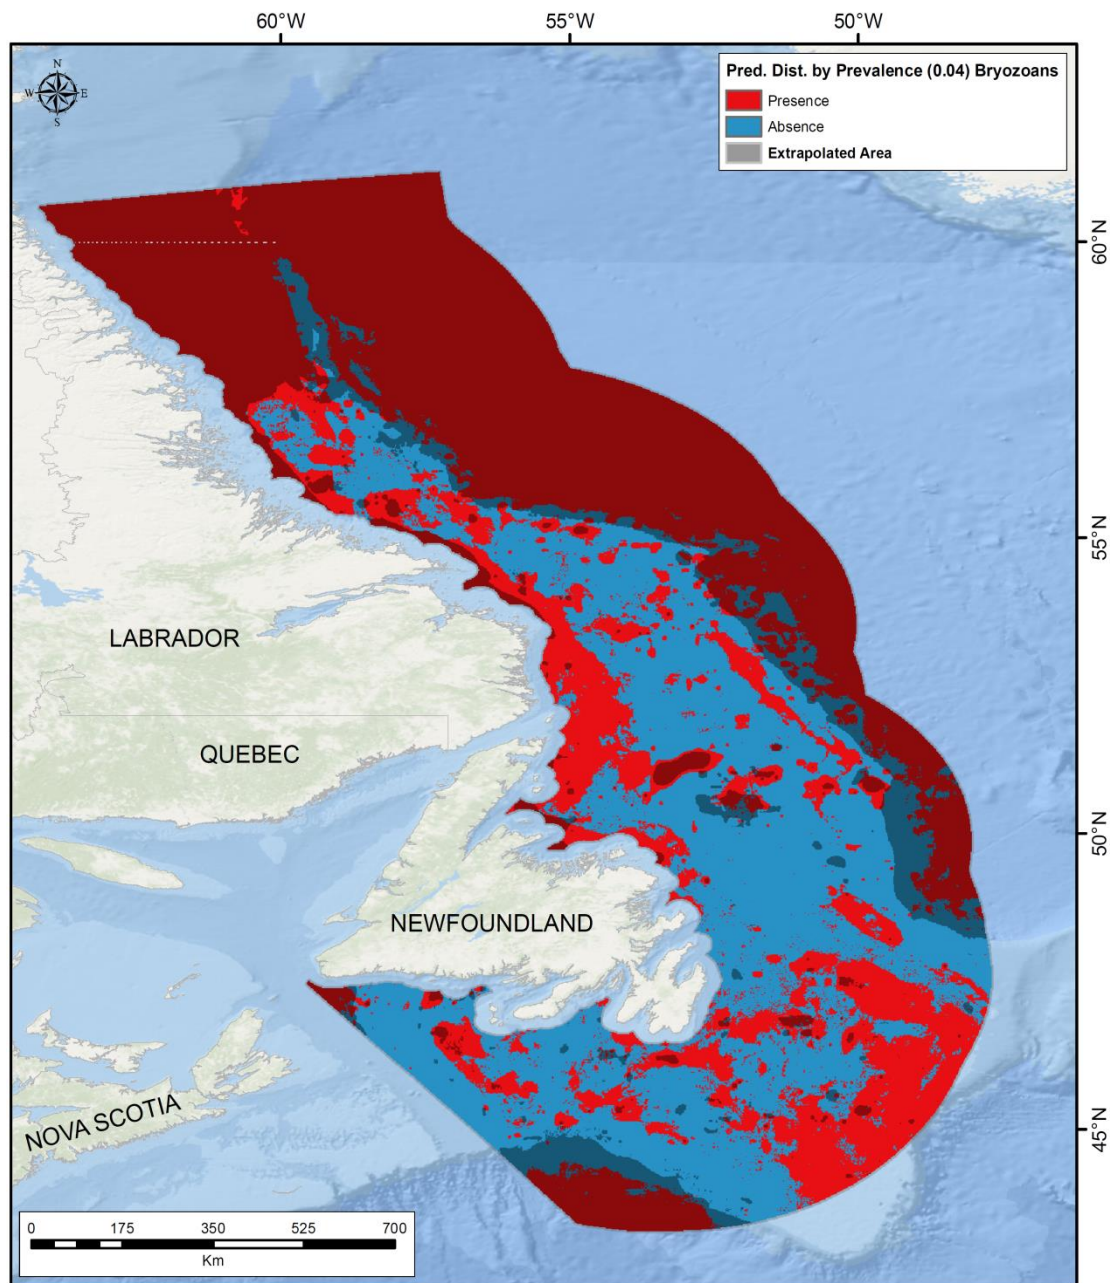 60°W
55°W
50°W
N
W
E
S
Pred. Dist. by Prevalence (0.04) Bryozoans
Presence
Absence
Extrapolated Area
60°N
55°N
LABRADOR
QUEBEC
50°N
NEWFOUNDLAND
NOVA SCOTIA
45°N
0 175 350 525 700
Km